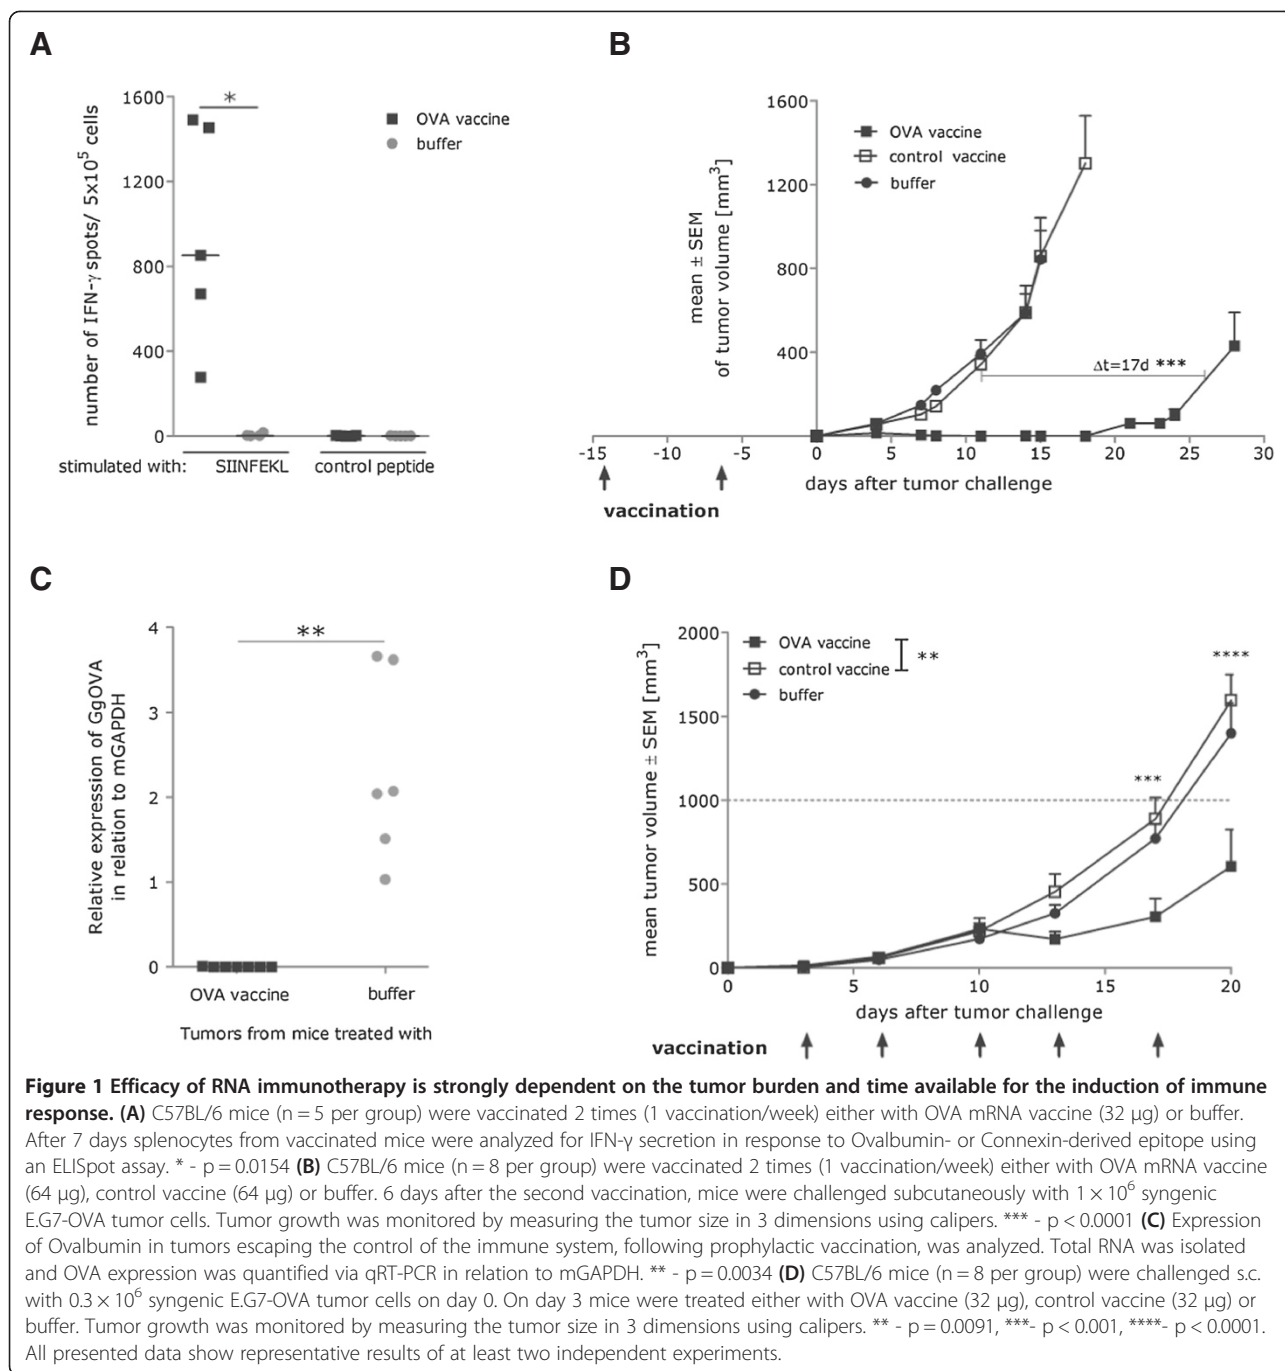 A
number of IFN-γ spots/ 5x10⁵ cells
1600
1200
800
400
0
*
OVA vaccine
buffer
stimulated with:
SIINFEKL
control peptide
B
mean ± SEM
of tumor volume [mm³]
1600
1200
800
400
OVA vaccine
control vaccine
buffer
Δt=17d ***
-15
-10
-5
0
5
10
15
20
25
30
days after tumor challenge
vaccination
C
Relative expression of GgOVA
in relation to mGAPDH
4
3
2
1
0
**
OVA vaccine
buffer
Tumors from mice treated with
D
mean tumor volume ± SEM [mm³]
2000
1500
1000
500
0
OVA vaccine
control vaccine
buffer
**
***
****
0
5
10
15
20
days after tumor challenge
vaccination
Figure 1 Efficacy of RNA immunotherapy is strongly dependent on the tumor burden and time available for the induction of immune
response. (A) C57BL/6 mice (n = 5 per group) were vaccinated 2 times (1 vaccination/week) either with OVA mRNA vaccine (32 μg) or buffer.
After 7 days splenocytes from vaccinated mice were analyzed for IFN-γ secretion in response to Ovalbumin- or Connexin-derived epitope using
an ELISpot assay. * - p = 0.0154 (B) C57BL/6 mice (n = 8 per group) were vaccinated 2 times (1 vaccination/week) either with OVA mRNA vaccine
(64 μg), control vaccine (64 μg) or buffer. 6 days after the second vaccination, mice were challenged subcutaneously with 1 × 10⁶ syngenic
E.G7-OVA tumor cells. Tumor growth was monitored by measuring the tumor size in 3 dimensions using calipers. *** - p < 0.0001 (C) Expression
of Ovalbumin in tumors escaping the control of the immune system, following prophylactic vaccination, was analyzed. Total RNA was isolated
and OVA expression was quantified via qRT-PCR in relation to mGAPDH. ** - p = 0.0034 (D) C57BL/6 mice (n = 8 per group) were challenged s.c.
with 0.3 × 10⁶ syngenic E.G7-OVA tumor cells on day 0. On day 3 mice were treated either with OVA vaccine (32 μg), control vaccine (32 μg) or
buffer. Tumor growth was monitored by measuring the tumor size in 3 dimensions using calipers. ** - p = 0.0091, ***- p < 0.001, ****- p < 0.0001.
All presented data show representative results of at least two independent experiments.